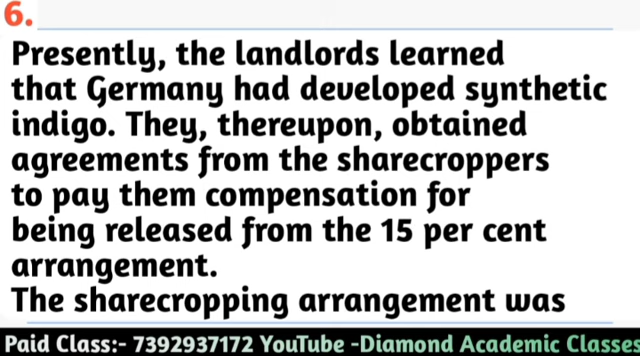 6.
Presently, the landlords learned
that Germany had developed synthetic
indigo. They, thereupon, obtained
agreements from the sharecroppers
to pay them compensation for
being released from the 15 per cent
arrangement.
The sharecropping arrangement was
Paid Class:- 7392937172 YouTube -Diamond Academic Classes